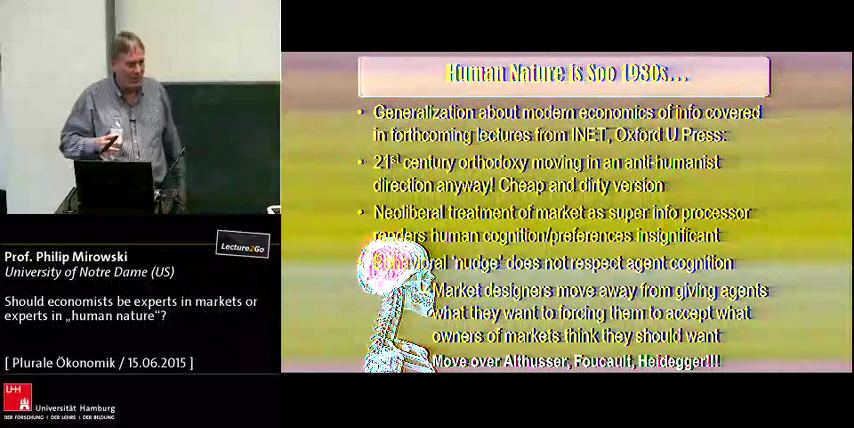 Human Nature is Soo 1980s…
• Generalization about modern economics of info covered
in forthcoming lectures from INET, Oxford U Press:
• 21st century orthodoxy moving in an anti-humanist
direction anyway! Cheap and dirty version
• Neoliberal treatment of market as super info processor
renders human cognition/preferences insignificant
• Behavioral ‘nudge’ does not respect agent cognition
Market designers move away from giving agents
what they want to forcing them to accept what
owners of markets think they should want
Move over Althusser, Foucault, Heidegger!!!
Lecture2Go
Prof. Philip Mirowski
University of Notre Dame (US)
Should economists be experts in markets or
experts in „human nature“?
[ Plurale Ökonomik / 15.06.2015 ]
UHH
Universität Hamburg
DER FORSCHUNG | DER LEHRE | DER BILDUNG